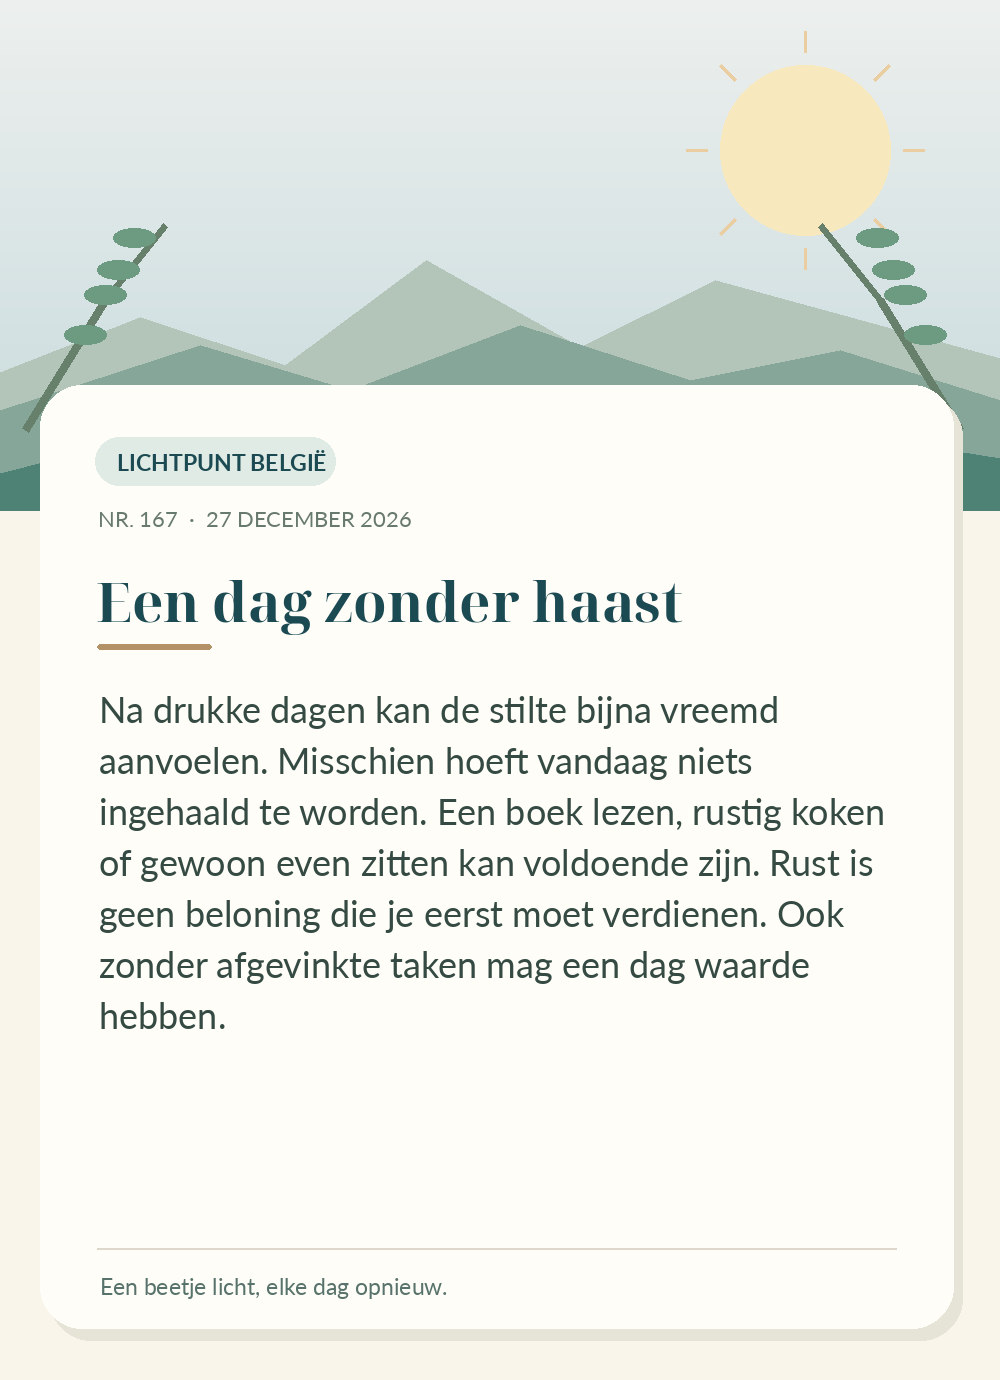 LICHTPUNT BELGIË
NR. 167 · 27 DECEMBER 2026
Een dag zonder haast
Na drukke dagen kan de stilte bijna vreemd
aanvoelen. Misschien hoeft vandaag niets
ingehaald te worden. Een boek lezen, rustig koken
of gewoon even zitten kan voldoende zijn. Rust is
geen beloning die je eerst moet verdienen. Ook
zonder afgevinkte taken mag een dag waarde
hebben.
Een beetje licht, elke dag opnieuw.